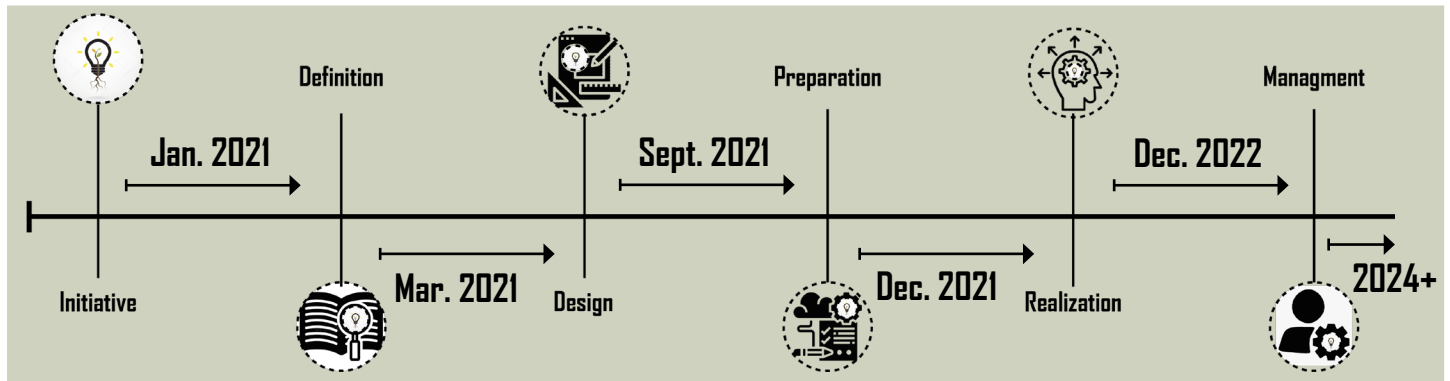 Definition
Preparation
Managment
Jan. 2021
Sept. 2021
Dec. 2022
Mar. 2021
Dec. 2021
2024+
Initiative
Design
Realization